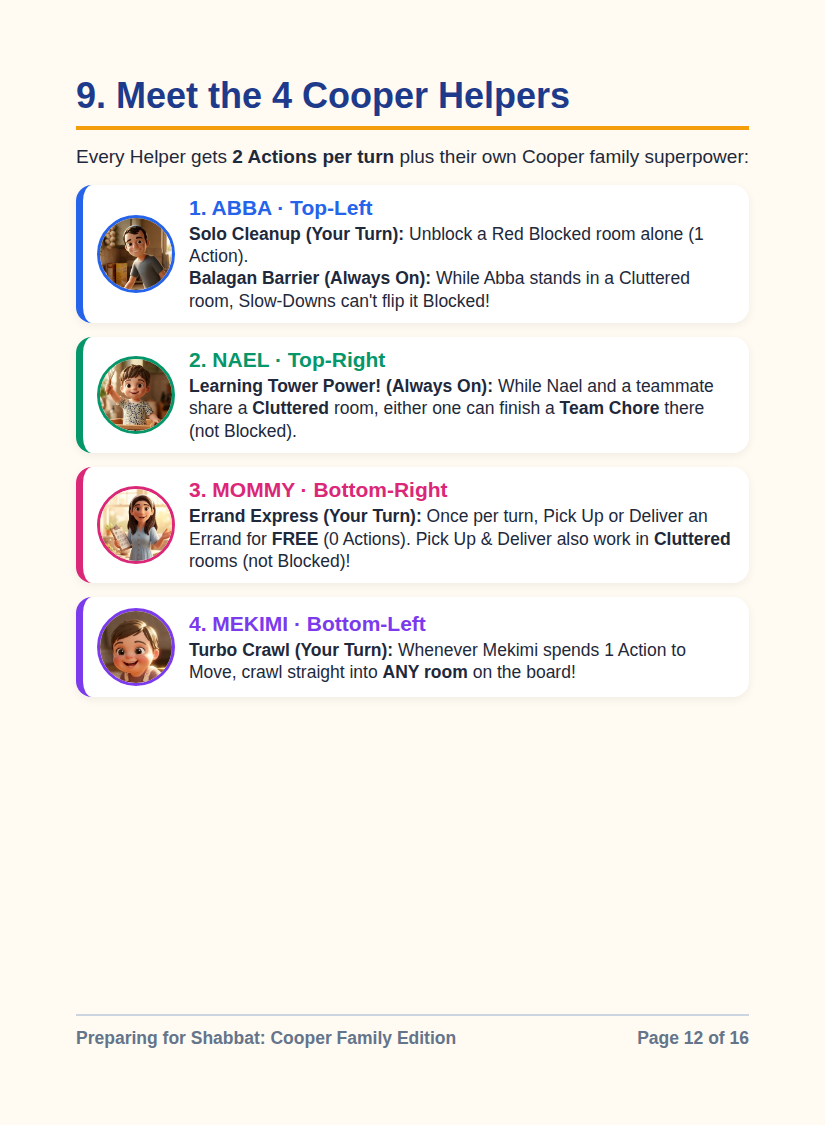 9. Meet the 4 Cooper Helpers
Every Helper gets 2 Actions per turn plus their own Cooper family superpower:
1. ABBA · Top-Left
Solo Cleanup (Your Turn): Unblock a Red Blocked room alone (1
Action).
Balagan Barrier (Always On): While Abba stands in a Cluttered
room, Slow-Downs can't flip it Blocked!
2. NAEL · Top-Right
Learning Tower Power! (Always On): While Nael and a teammate
share a Cluttered room, either one can finish a Team Chore there
(not Blocked).
3. MOMMY · Bottom-Right
Errand Express (Your Turn): Once per turn, Pick Up or Deliver an
Errand for FREE (0 Actions). Pick Up & Deliver also work in Cluttered
rooms (not Blocked)!
4. MEKIMI · Bottom-Left
Turbo Crawl (Your Turn): Whenever Mekimi spends 1 Action to
Move, crawl straight into ANY room on the board!
Preparing for Shabbat: Cooper Family Edition
Page 12 of 16